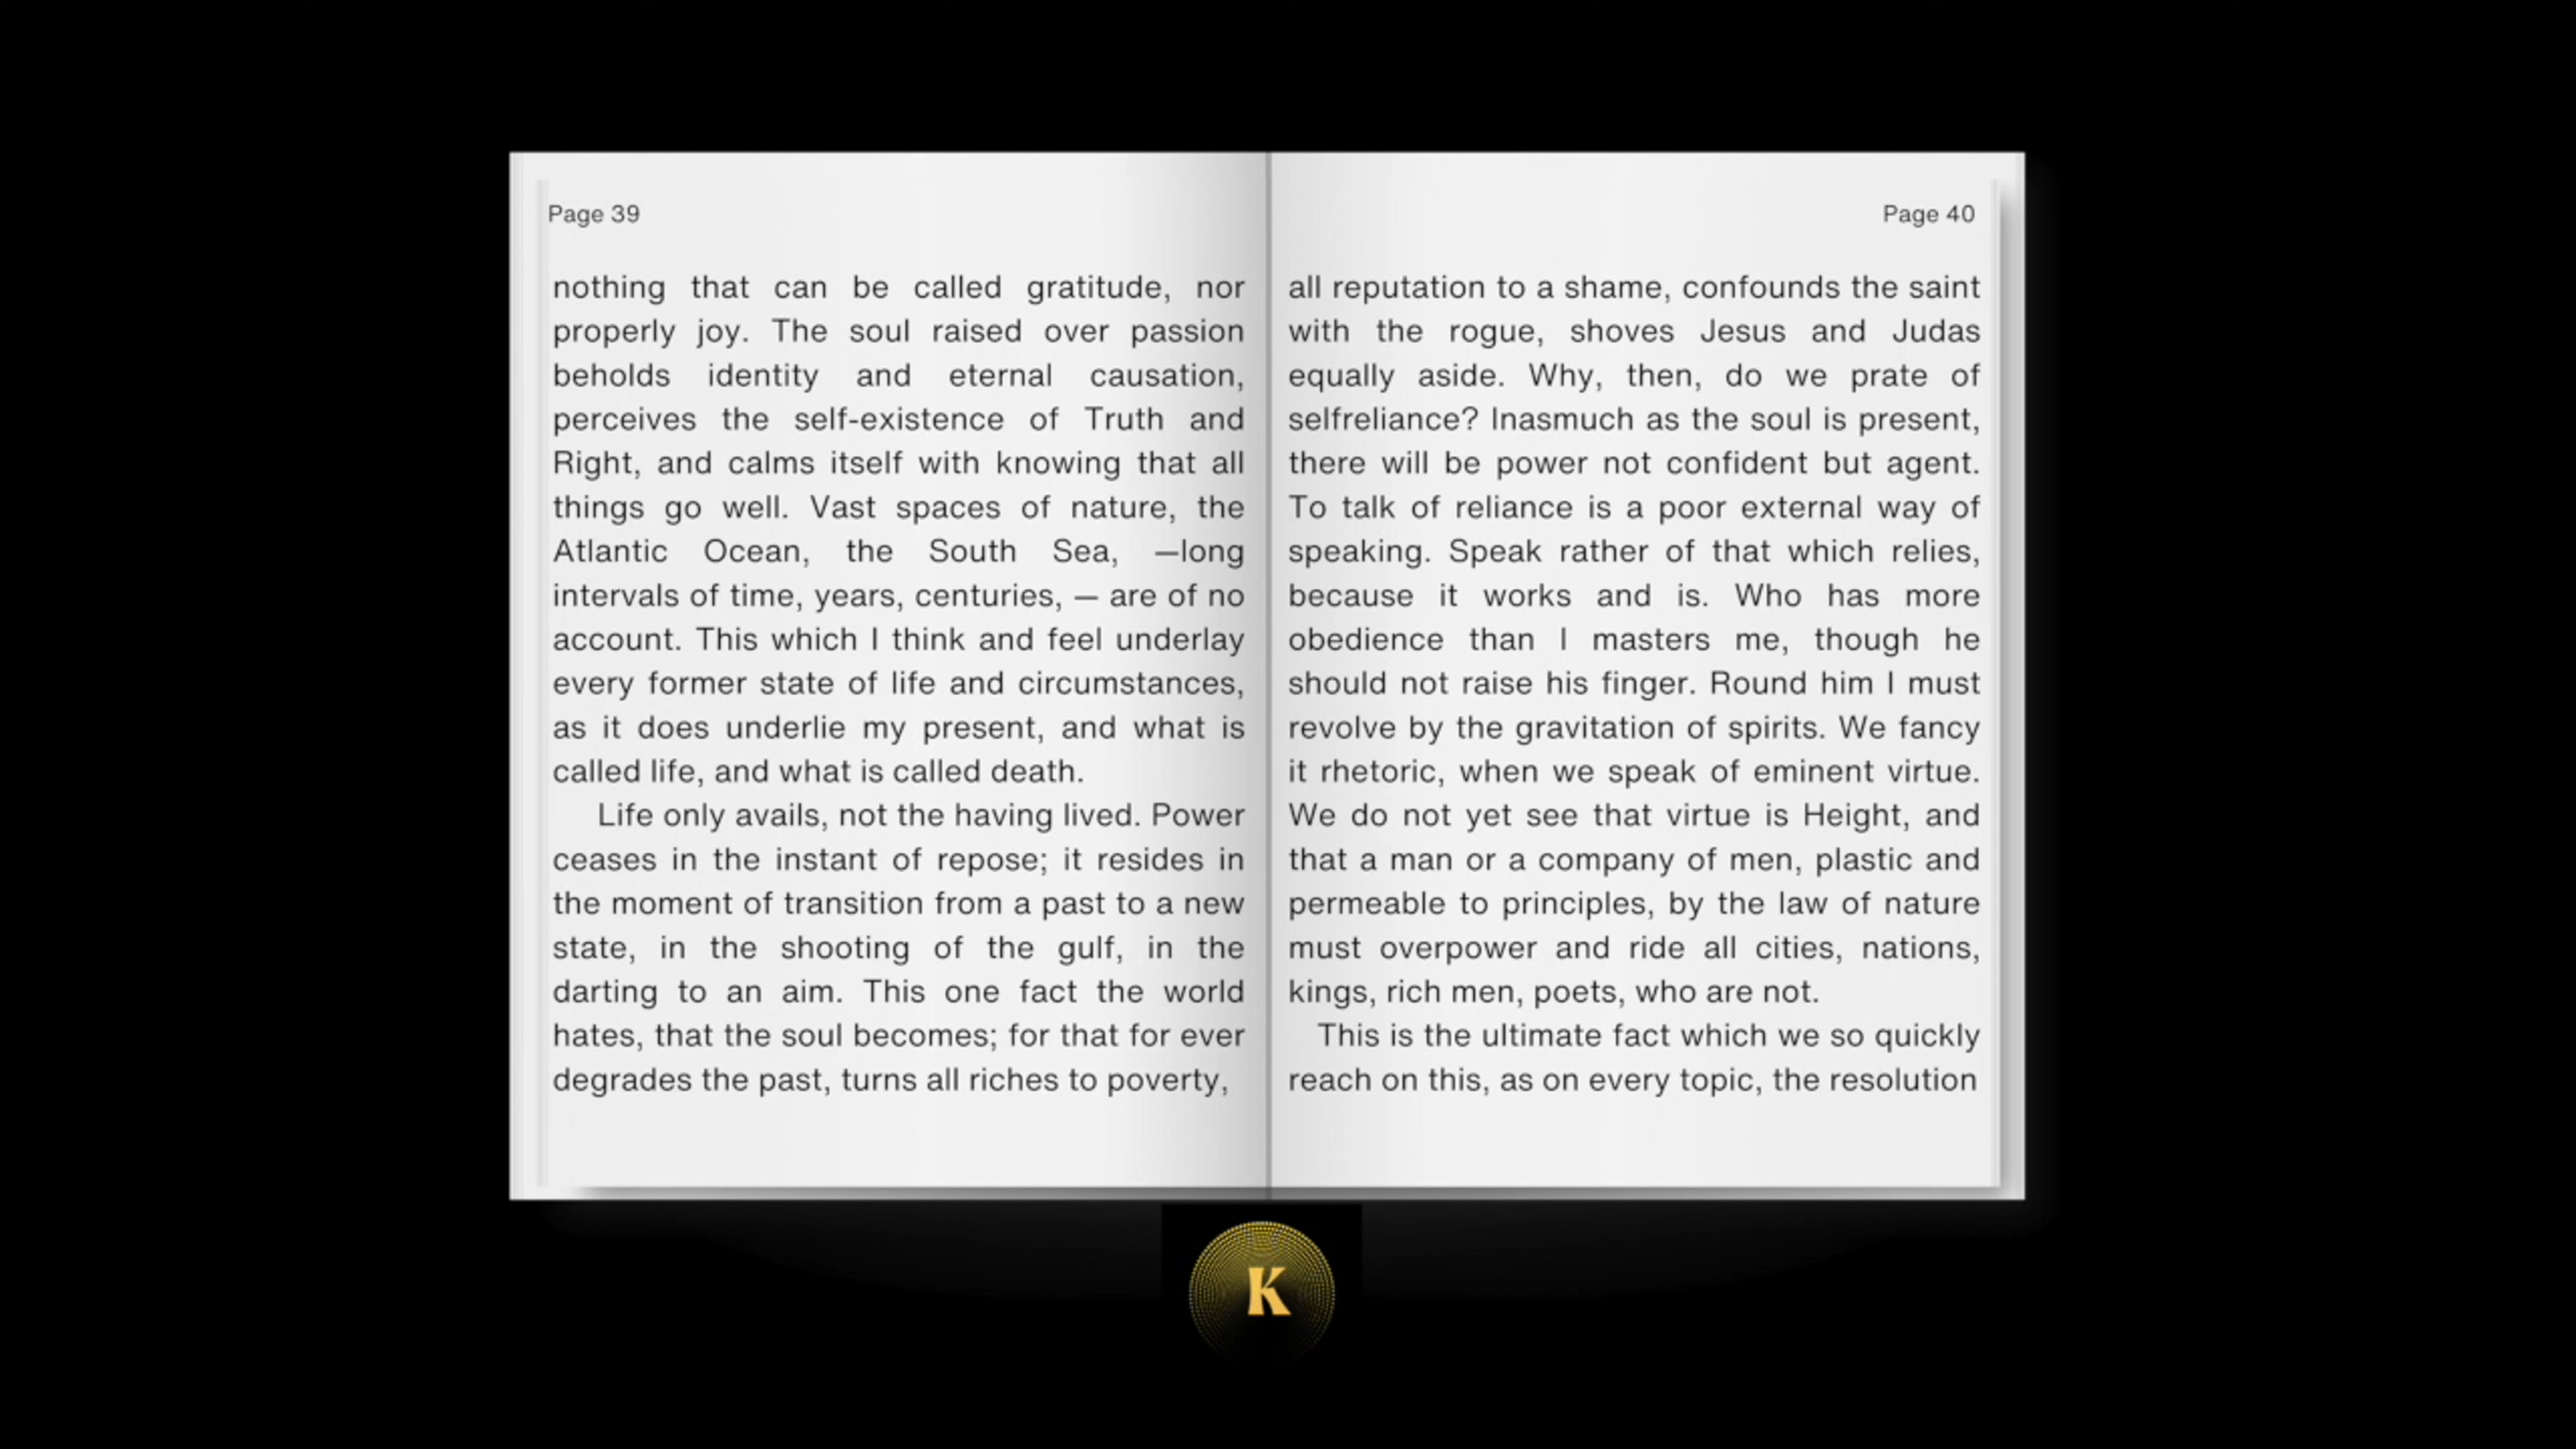 Page 39
nothing that can be called gratitude, nor
properly joy. The soul raised over passion
beholds identity and eternal causation,
perceives the self-existence of Truth and
Right, and calms itself with knowing that all
things go well. Vast spaces of nature, the
Atlantic Ocean, the South Sea, —long
intervals of time, years, centuries, — are of no
account. This which I think and feel underlay
every former state of life and circumstances,
as it does underlie my present, and what is
called life, and what is called death.
Life only avails, not the having lived. Power
ceases in the instant of repose; it resides in
the moment of transition from a past to a new
state, in the shooting of the gulf, in the
darting to an aim. This one fact the world
hates, that the soul becomes; for that for ever
degrades the past, turns all riches to poverty,
Page 40
all reputation to a shame, confounds the saint
with the rogue, shoves Jesus and Judas
equally aside. Why, then, do we prate of
selfreliance? Inasmuch as the soul is present,
there will be power not confident but agent.
To talk of reliance is a poor external way of
speaking. Speak rather of that which relies,
because it works and is. Who has more
obedience than I masters me, though he
should not raise his finger. Round him I must
revolve by the gravitation of spirits. We fancy
it rhetoric, when we speak of eminent virtue.
We do not yet see that virtue is Height, and
that a man or a company of men, plastic and
permeable to principles, by the law of nature
must overpower and ride all cities, nations,
kings, rich men, poets, who are not.
This is the ultimate fact which we so quickly
reach on this, as on every topic, the resolution
K